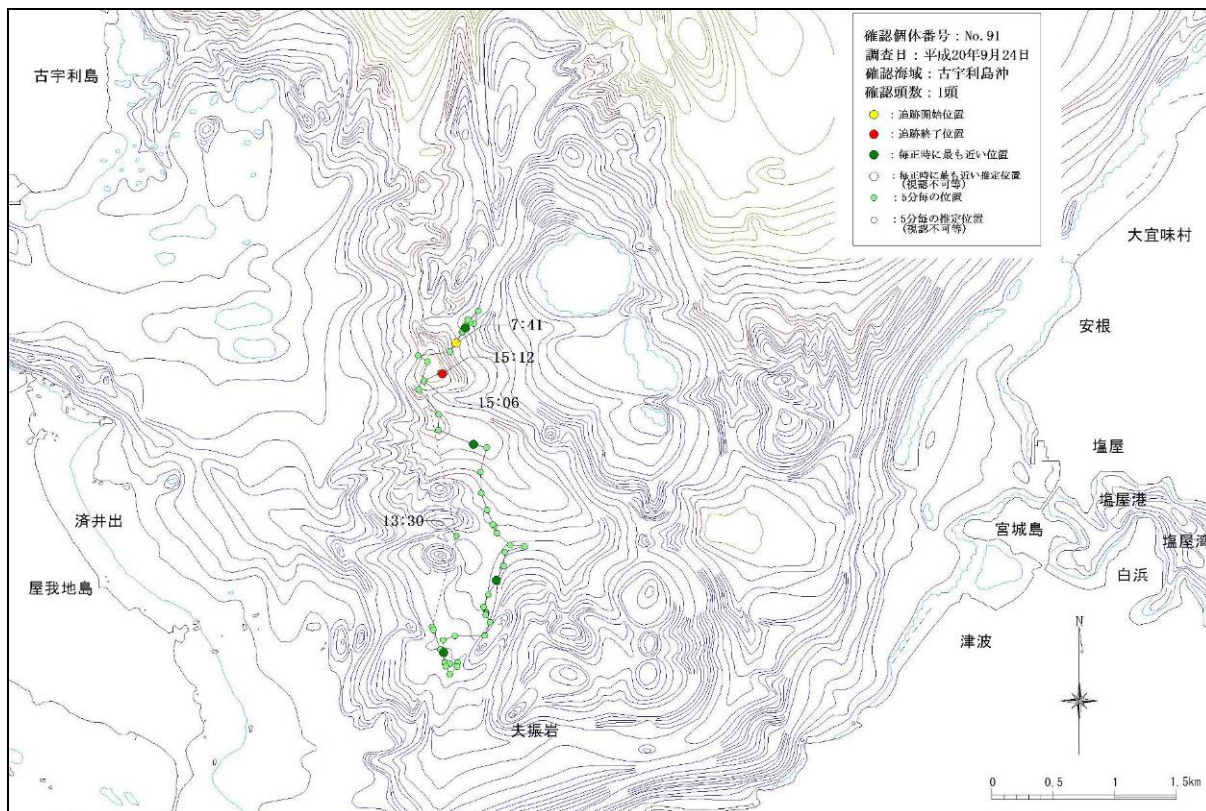 確認個体番号：No.91
調査日：平成20年9月24日
確認海域：古宇利島沖
確認頭数：1頭
：追跡開始位置
：追跡終了位置
：毎正時に最も近い位置
：毎正時に最も近い推定位置
（視認不可等）
：5分毎の位置
：5分毎の推定位置
（視認不可等）
古宇利島
大宜味村
7:41
安根
15:12
15:06
塩屋
塩屋港
済井出
13:30
宮城島
塩屋湾
白浜
屋我地島
津波
N
夫振岩
0 0.5 1 1.5km